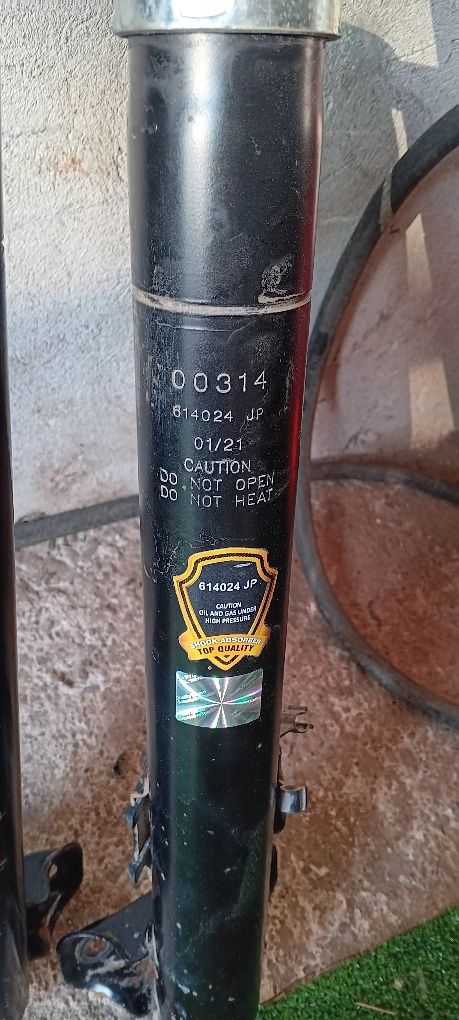 00314
614024 JP
01/21
CAUTION
DO NOT OPEN
DO NOT HEAT
614024 JP
CAUTION
OIL AND GAS UNDER
HIGH PRESSURE
SHOCK ABSORBER
TOP QUALITY